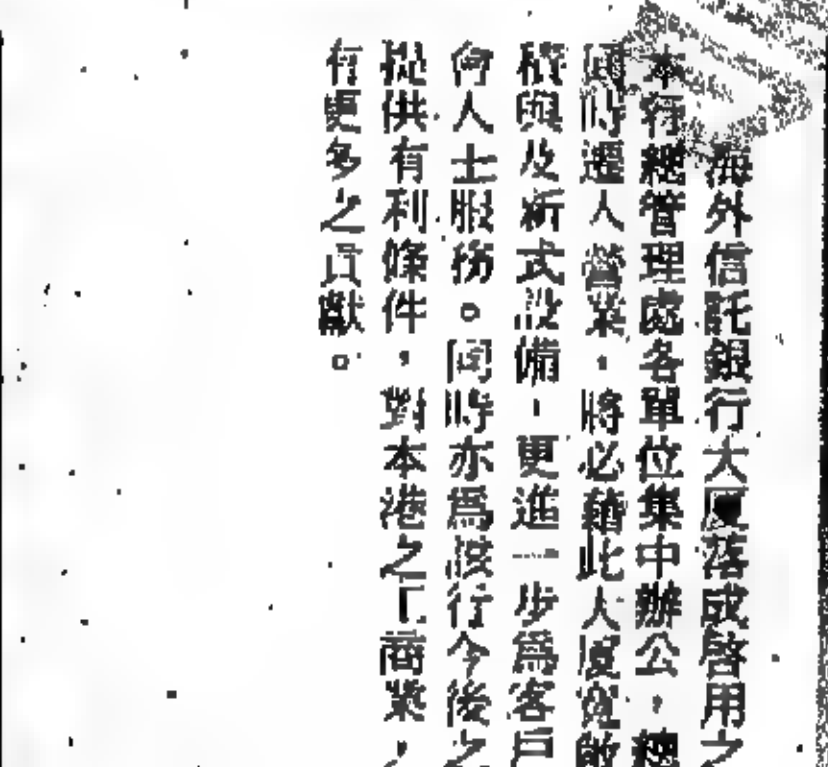 海外信託銀行大厦落成啓用之
本行總管理處各單位集中辦公，總
同時遷入營業，將必藉此大廈寬敞
積與及新式設備，更進一步爲客戶
人士服務。同時亦爲該行今後之
提供有利條件，對本港之工商業，
有更多之貢獻。